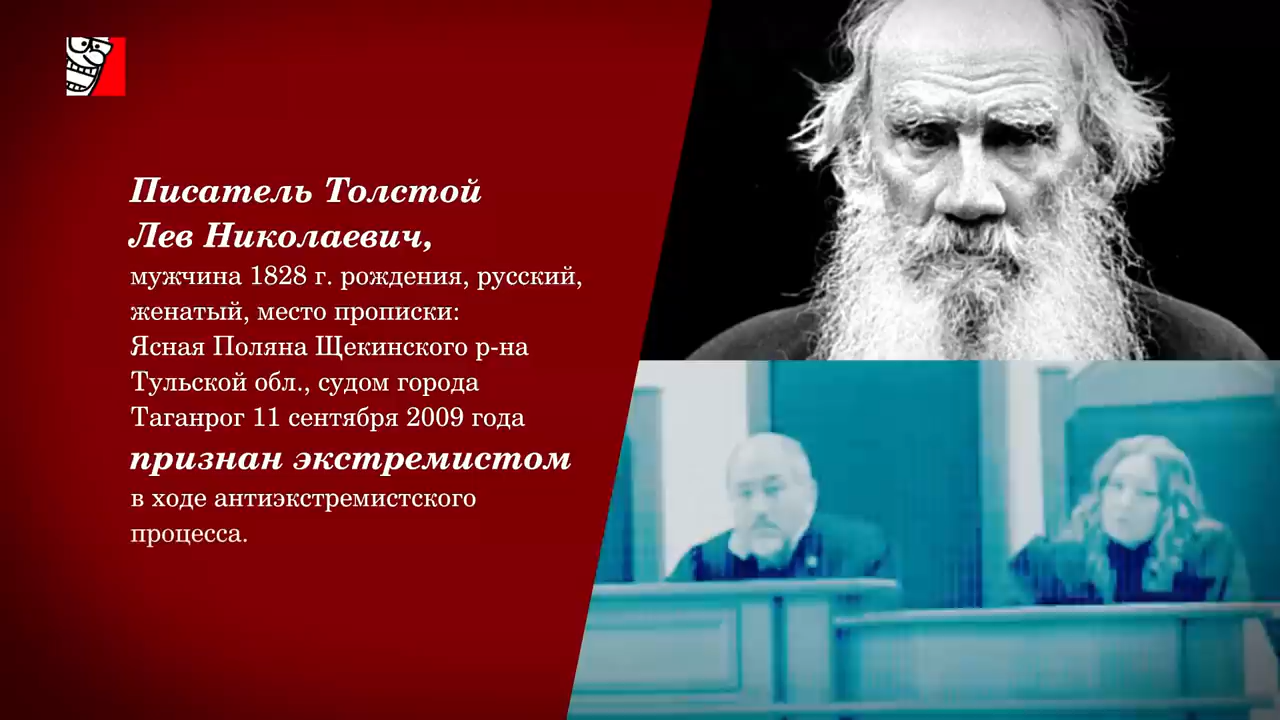 Писатель Толстой
Лев Николаевич,
мужчина 1828 г. рождения, русский,
женатый, место прописки:
Ясная Поляна Щекинского р-на
Тульской обл., судом города
Таганрог 11 сентября 2009 года
признан экстремистом
в ходе антиэкстремистского
процесса.